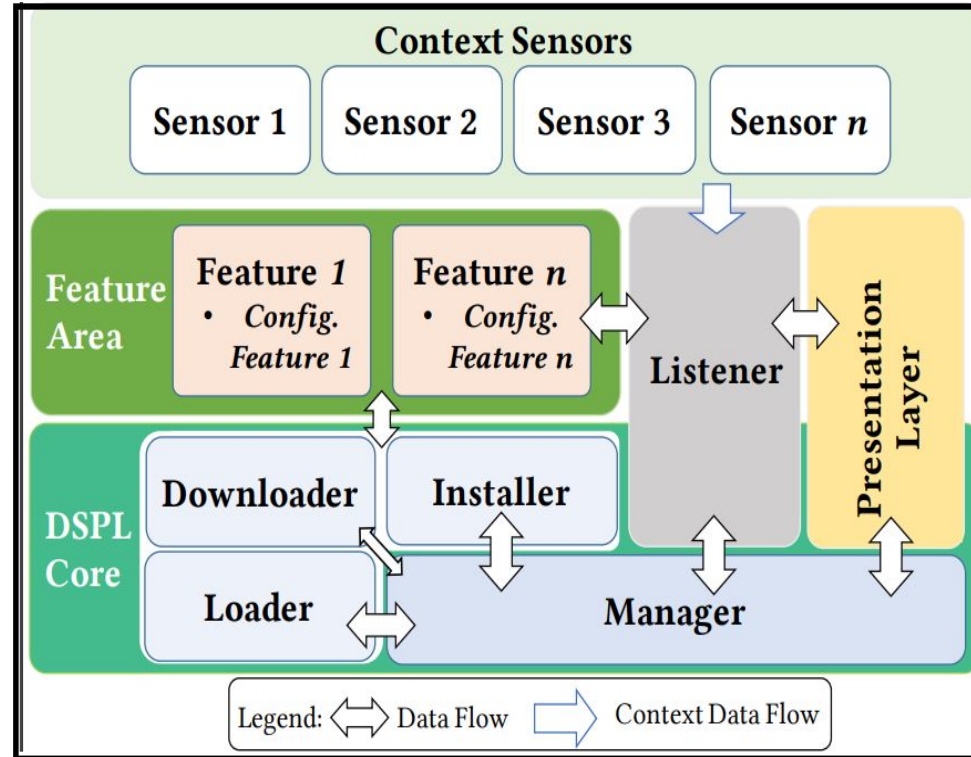 Context Sensors
Sensor 1
Sensor 2
Sensor 3
Sensor n
Feature
Area
Feature 1
• Config.
Feature 1
Feature n
• Config.
Feature n
Listener
Presentation
Layer
DSPL
Core
Downloader
Installer
Loader
Manager
Legend:
Data Flow
Context Data Flow